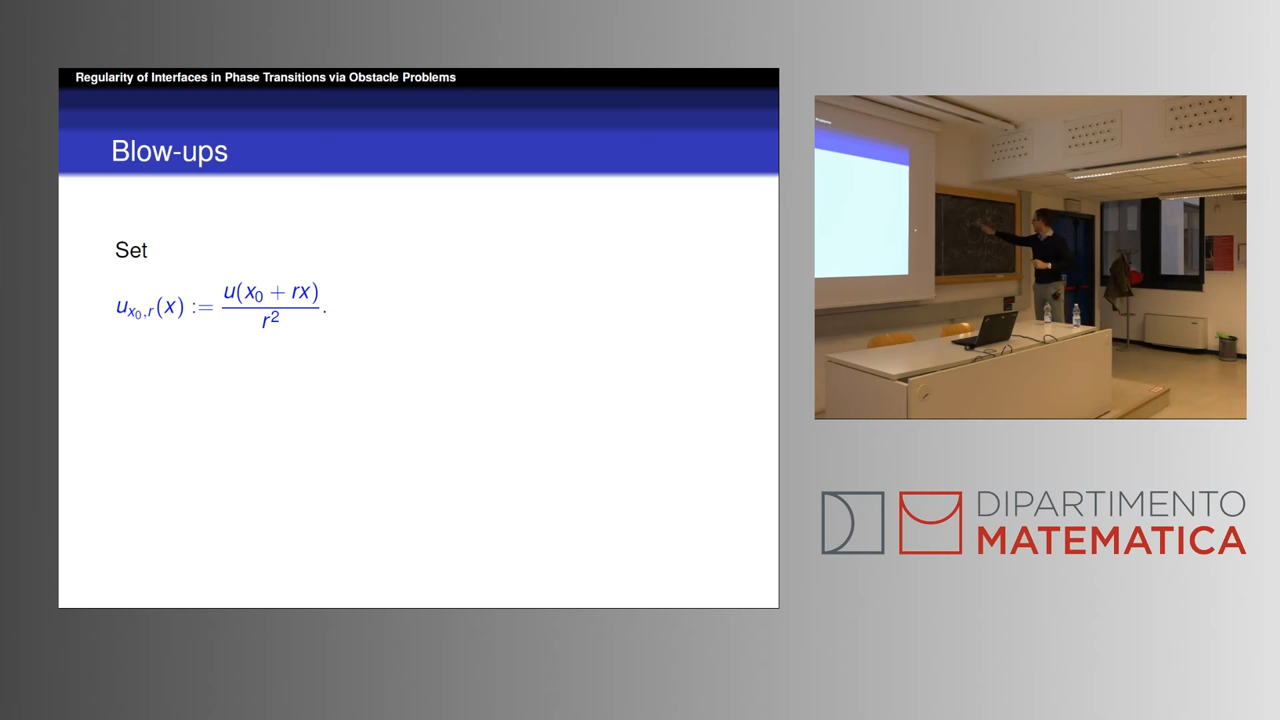 Regularity of Interfaces in Phase Transitions via Obstacle Problems
Blow-ups
Set
u_{x_0,r}(x) := \frac{u(x_0 + rx)}{r^2}.
DIPARTIMENTO
MATEMATICA